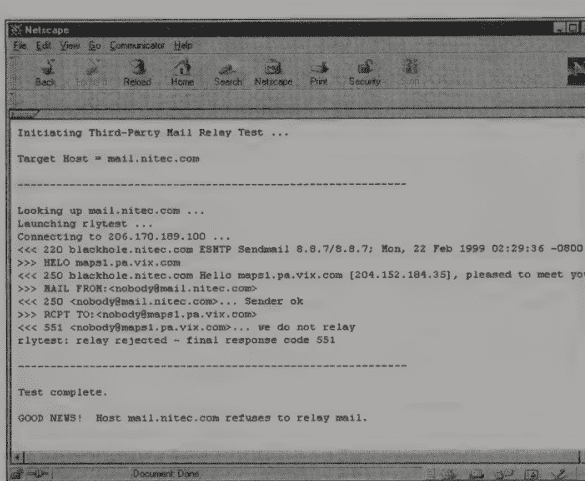 Netscape
File Edit View Go Communicator Help
Back Reload Home Search Netscape Print Security Stop
Initiating Third-Party Mail Relay Test ...
Target Host = mail.nitec.com
----------------------------------------------------------------
Looking up mail.nitec.com ...
Launching rlytest ...
Connecting to 206.170.189.100 ...
<<< 220 blackhole.nitec.com ESMTP Sendmail 8.8.7/8.8.7; Mon, 22 Feb 1999 02:29:36 -0800
>>> HELO maps1.pa.vix.com
<<< 250 blackhole.nitec.com Hello maps1.pa.vix.com [204.152.184.35], pleased to meet you
>>> MAIL FROM:<nobody@mail.nitec.com>
<<< 250 <nobody@mail.nitec.com>... Sender ok
>>> RCPT TO:<nobody@maps1.pa.vix.com>
<<< 551 <nobody@maps1.pa.vix.com>... we do not relay
rlytest: relay rejected - final response code 551
----------------------------------------------------------------
Test complete.
GOOD NEWS! Host mail.nitec.com refuses to relay mail.
Document: Done